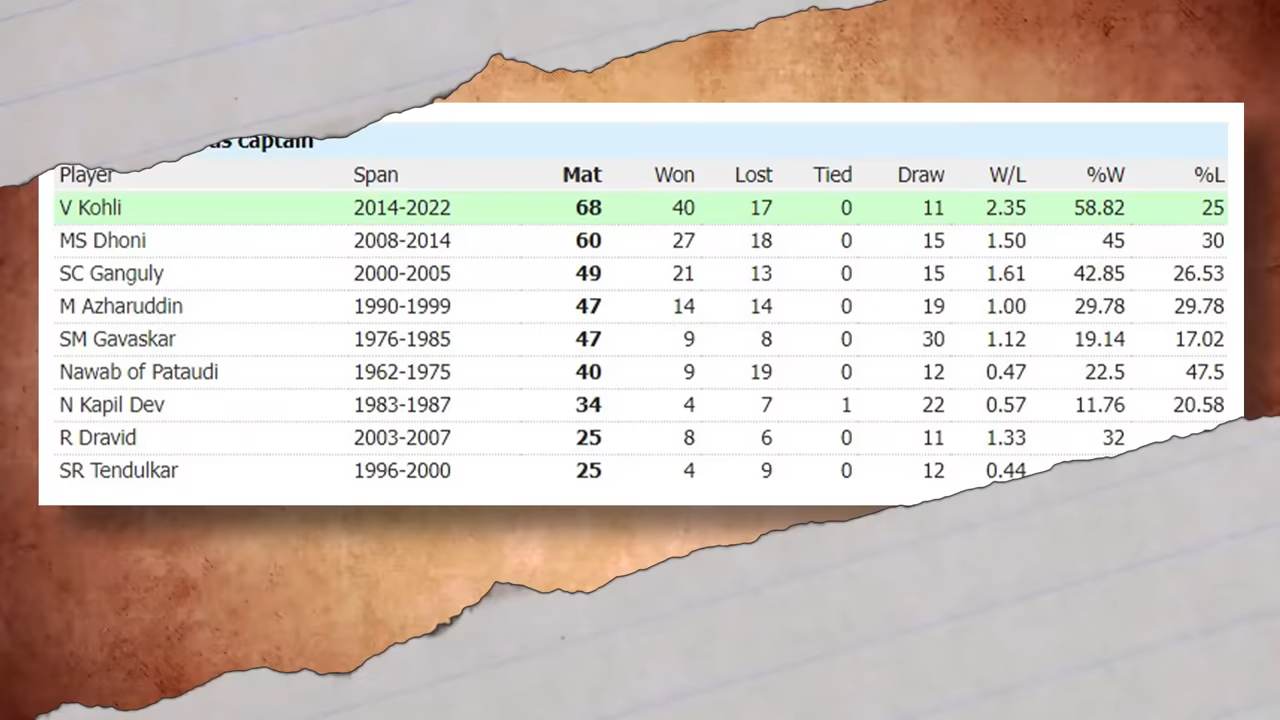 as captain
Player Span Mat Won Lost Tied Draw W/L %W %L
V Kohli 2014-2022 68 40 17 0 11 2.35 58.82 25
MS Dhoni 2008-2014 60 27 18 0 15 1.50 45 30
SC Ganguly 2000-2005 49 21 13 0 15 1.61 42.85 26.53
M Azharuddin 1990-1999 47 14 14 0 19 1.00 29.78 29.78
SM Gavaskar 1976-1985 47 9 8 0 30 1.12 19.14 17.02
Nawab of Pataudi 1962-1975 40 9 19 0 12 0.47 22.5 47.5
N Kapil Dev 1983-1987 34 4 7 1 22 0.57 11.76 20.58
R Dravid 2003-2007 25 8 6 0 11 1.33 32
SR Tendulkar 1996-2000 25 4 9 0 12 0.44